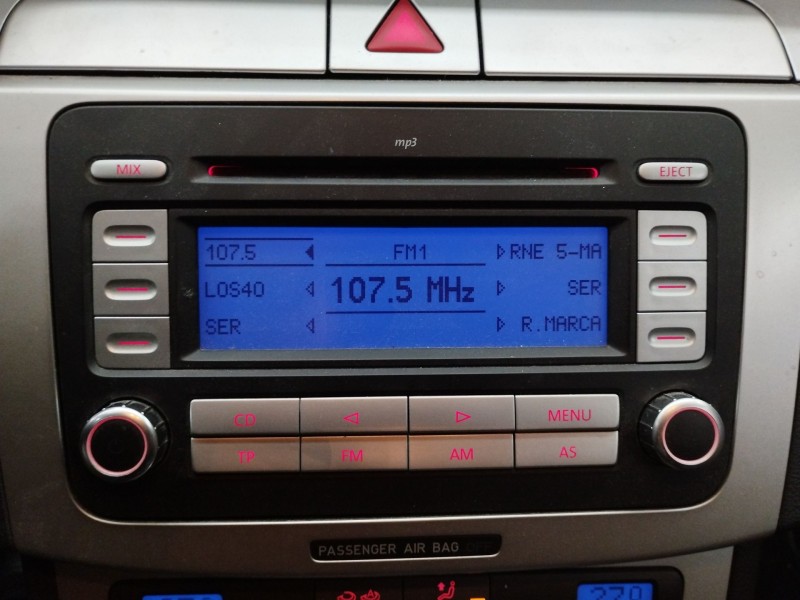 mp3
MIX
EJECT
107.5 FM1 RNE 5-MA
LOS40 107.5 MHz SER
SER R.MARCA
CD MENU
TP FM AM AS
PASSENGER AIR BAG